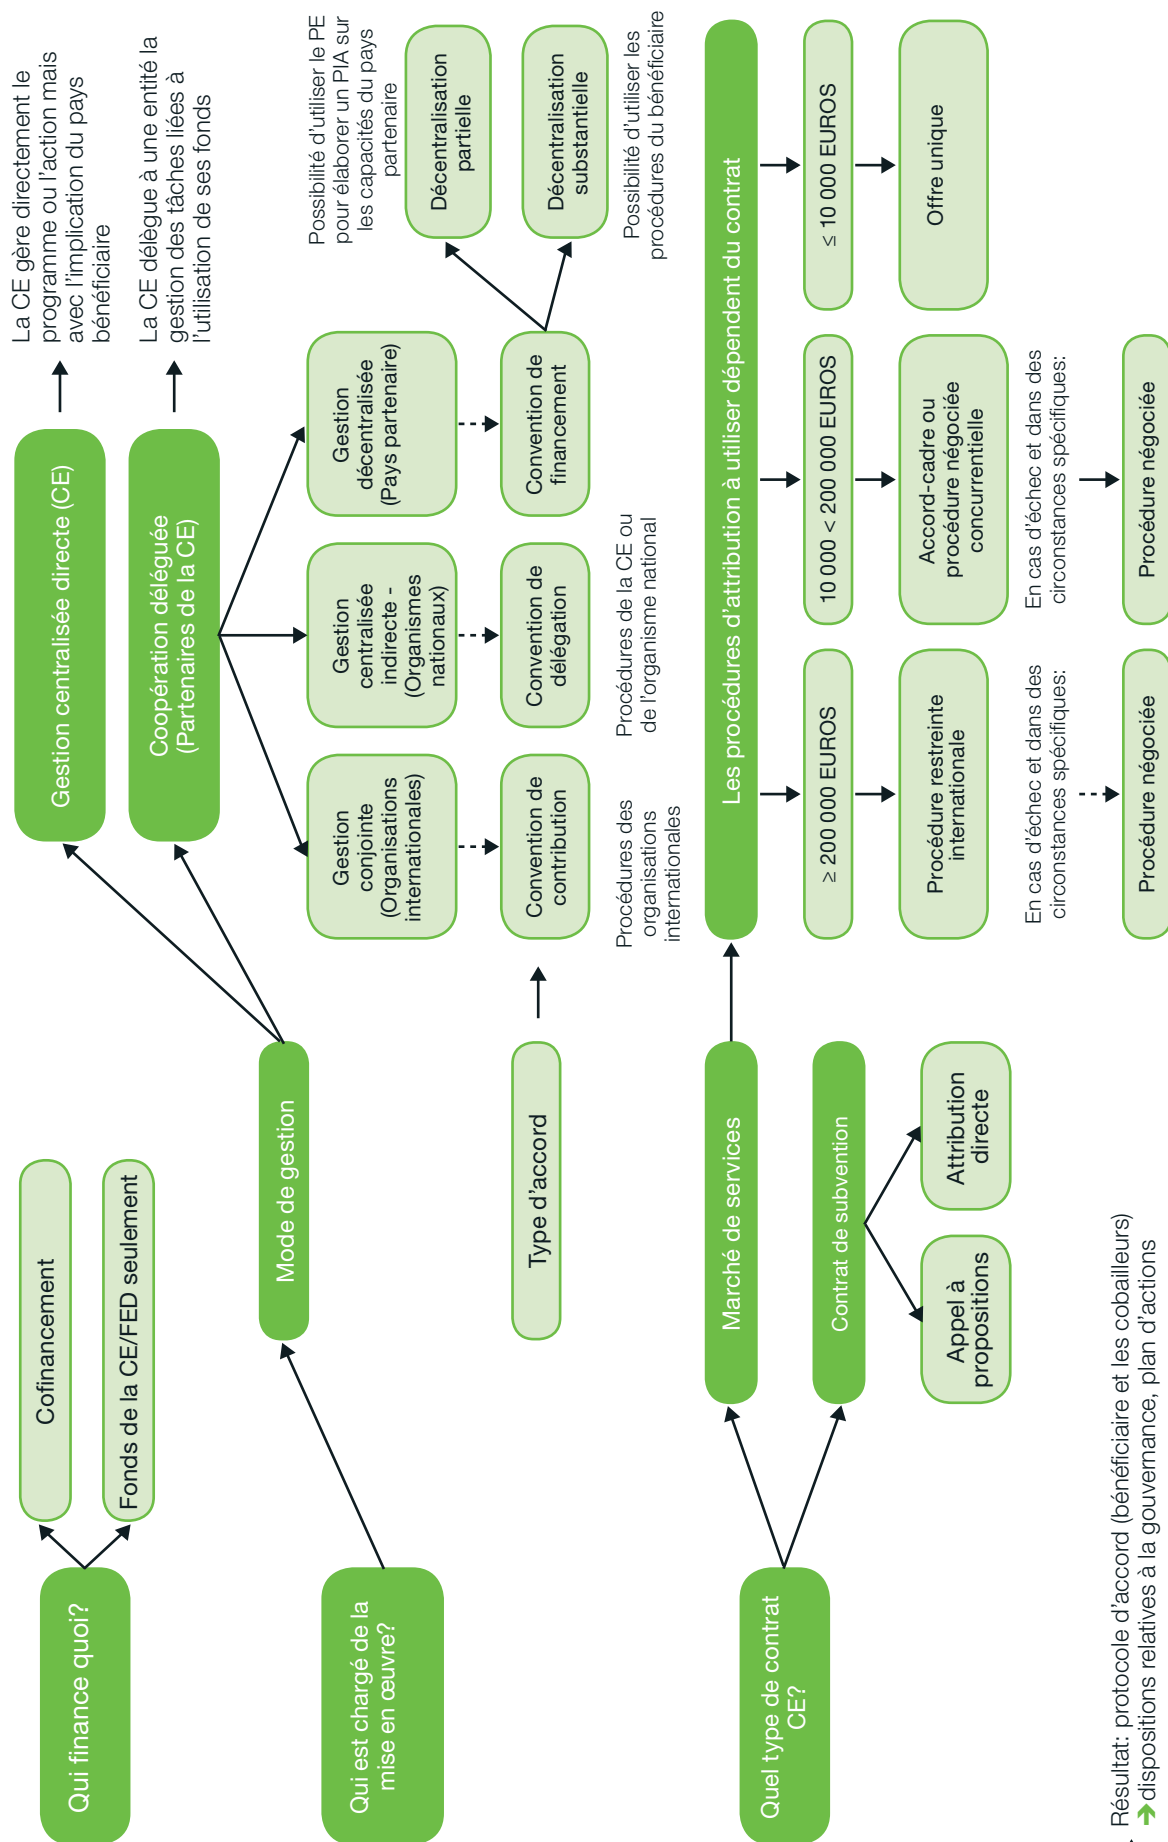 Qui finance quoi?
Cofinancement
Fonds de la CE/FED seulement
Qui est chargé de la
mise en œuvre?
Mode de gestion
Gestion centralisée directe (CE)
La CE gère directement le
programme ou l'action mais
avec l'implication du pays
bénéficiaire
Coopération déléguée
(Partenaires de la CE)
La CE délègue à une entité la
gestion des tâches liées à
l'utilisation de ses fonds
Gestion
conjointe
(Organisations
internationales)
Gestion
centralisée
indirecte -
(Organismes
nationaux)
Gestion
décentralisée
(Pays partenaire)
Type d'accord
Convention de
contribution
Convention de
délégation
Convention de
financement
Procédures des
organisations
internationales
Procédures de la CE ou
de l'organisme national
Possibilité d'utiliser le PE
pour élaborer un PIA sur
les capacités du pays
partenaire
Décentralisation
partielle
Décentralisation
substantielle
Possibilité d'utiliser les
procédures du bénéficiaire
Quel type de contrat
CE?
Marché de services
Contrat de subvention
Appel à
propositions
Attribution
directe
Les procédures d'attribution à utiliser dépendent du contrat
≥ 200 000 EUROS
10 000 < 200 000 EUROS
≤ 10 000 EUROS
Procédure restreinte
internationale
Accord-cadre ou
procédure négociée
concurrentielle
Offre unique
En cas d'échec et dans des
circonstances spécifiques:
En cas d'échec et dans des
circonstances spécifiques:
Procédure négociée
Procédure négociée
Résultat: protocole d'accord (bénéficiaire et les cobailleurs)
➔ dispositions relatives à la gouvernance, plan d'actions